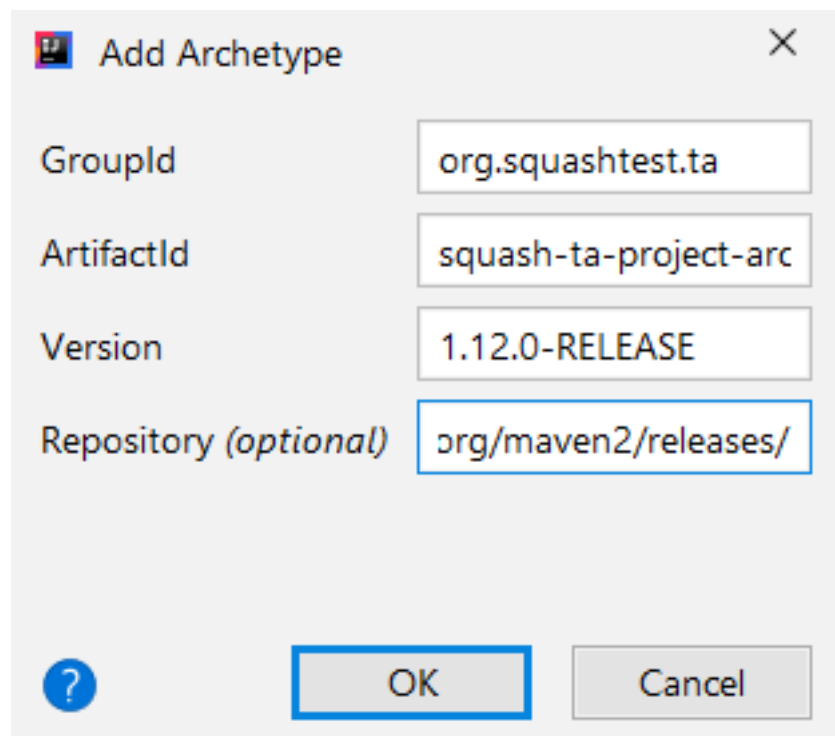 Add Archetype
GroupId org.squashtest.ta
ArtifactId squash-ta-project-arc
Version 1.12.0-RELEASE
Repository (optional) org/maven2/releases/
? OK Cancel